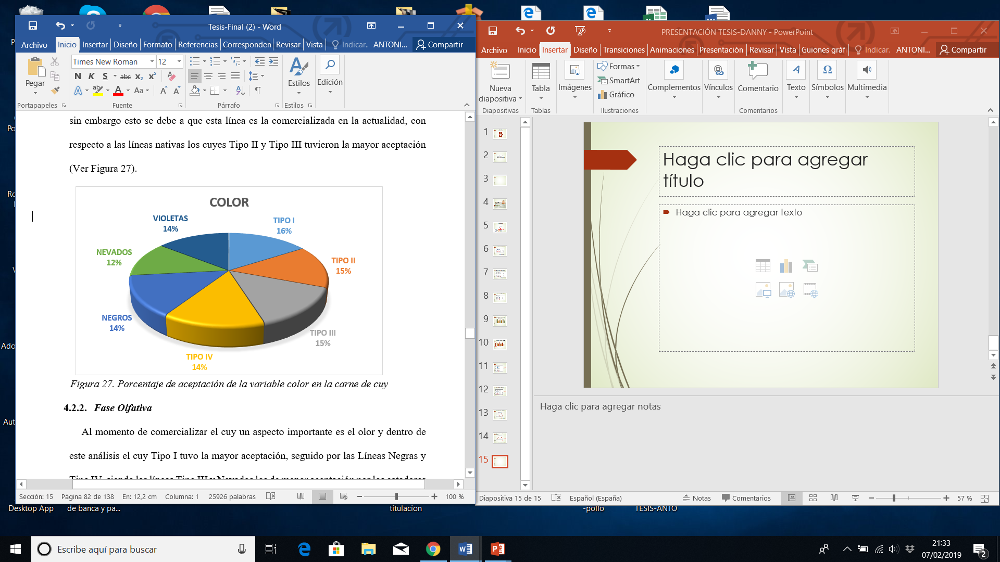 Tesis-Final (2) - Word
Archivo Inicio Insertar Diseño Formato Referencias Corresponden Revisar Vista Indicar. ANTONI... Compartir
Times New Roman 12
Pegar
N K S abc x₂ x²
Aa
Estilos Edición
Portapapeles Fuente Párrafo Estilos
sin embargo esto se debe a que esta línea es la comercializada en la actualidad, con
respecto a las líneas nativas los cuyes Tipo II y Tipo III tuvieron la mayor aceptación
(Ver Figura 27).
COLOR
VIOLETAS
14%
TIPO I
16%
NEVADOS
12%
TIPO II
15%
NEGROS
14%
TIPO III
15%
TIPO IV
14%
Figura 27. Porcentaje de aceptación de la variable color en la carne de cuy
4.2.2. Fase Olfativa
Al momento de comercializar el cuy un aspecto importante es el olor y dentro de
este análisis el cuy Tipo I tuvo la mayor aceptación, seguido por las Líneas Negras y
Sección: 15 Página 82 de 138 En: 12,2 cm Columna: 1 25926 palabras 100 %
PRESENTACIÓN TESIS-DANNY - PowerPoint
Archivo Inicio Insertar Diseño Transiciones Animaciones Presentación Revisar Vista Guiones gráfi Indicar. ANTONI... Compartir
Nueva
diapositiva
Tabla
Imágenes
Formas
SmartArt
Gráfico
Complementos
Vínculos
Comentario
Texto
Símbolos
Multimedia
Diapositivas Tablas Ilustraciones Comentarios
1
2
3
4
5
6
7
8
9
10
11
12
13
14
15
Haga clic para agregar
título
Haga clic para agregar texto
Haga clic para agregar notas
Diapositiva 15 de 15 Español (España) Notas Comentarios 57 %
Desktop App
de banca y pa...
titulacion
-pollo
TESIS-ANTO
Escribe aquí para buscar
21:33
07/02/2019
2